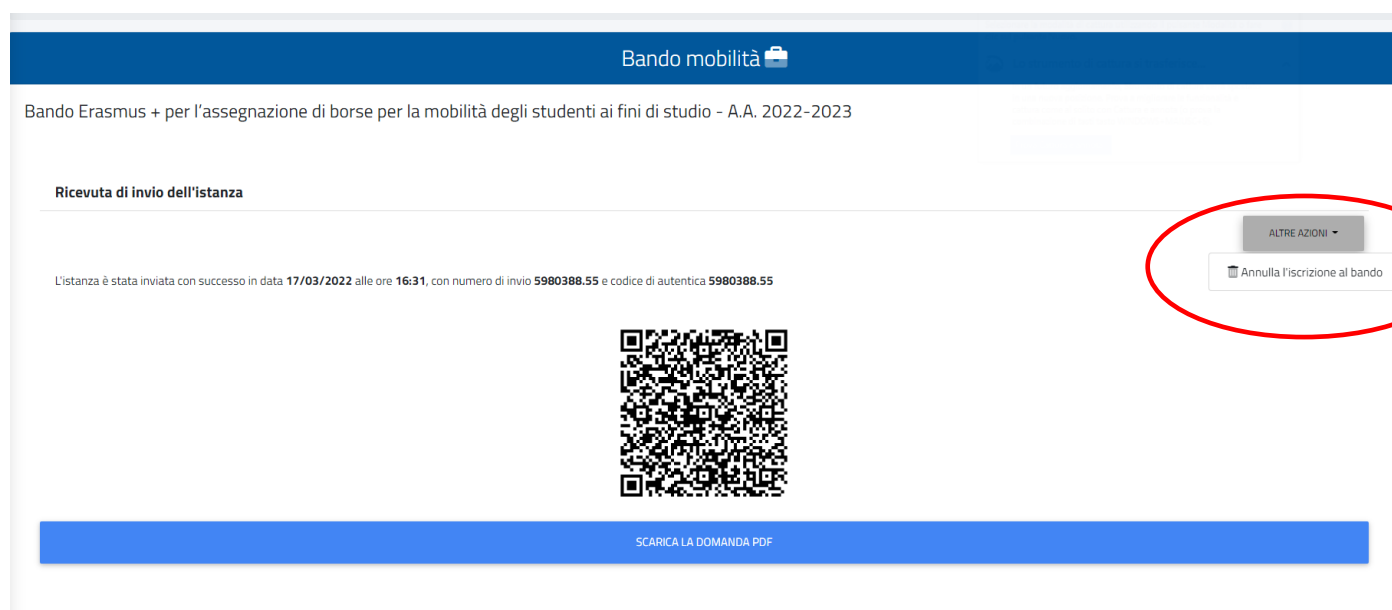 Bando mobilità
Bando Erasmus + per l’assegnazione di borse per la mobilità degli studenti ai fini di studio - A.A. 2022-2023
Ricevuta di invio dell'istanza
ALTRE AZIONI
Annulla l'iscrizione al bando
L'istanza è stata inviata con successo in data 17/03/2022 alle ore 16:31, con numero di invio 5980388.55 e codice di autentica 5980388.55
SCARICA LA DOMANDA PDF